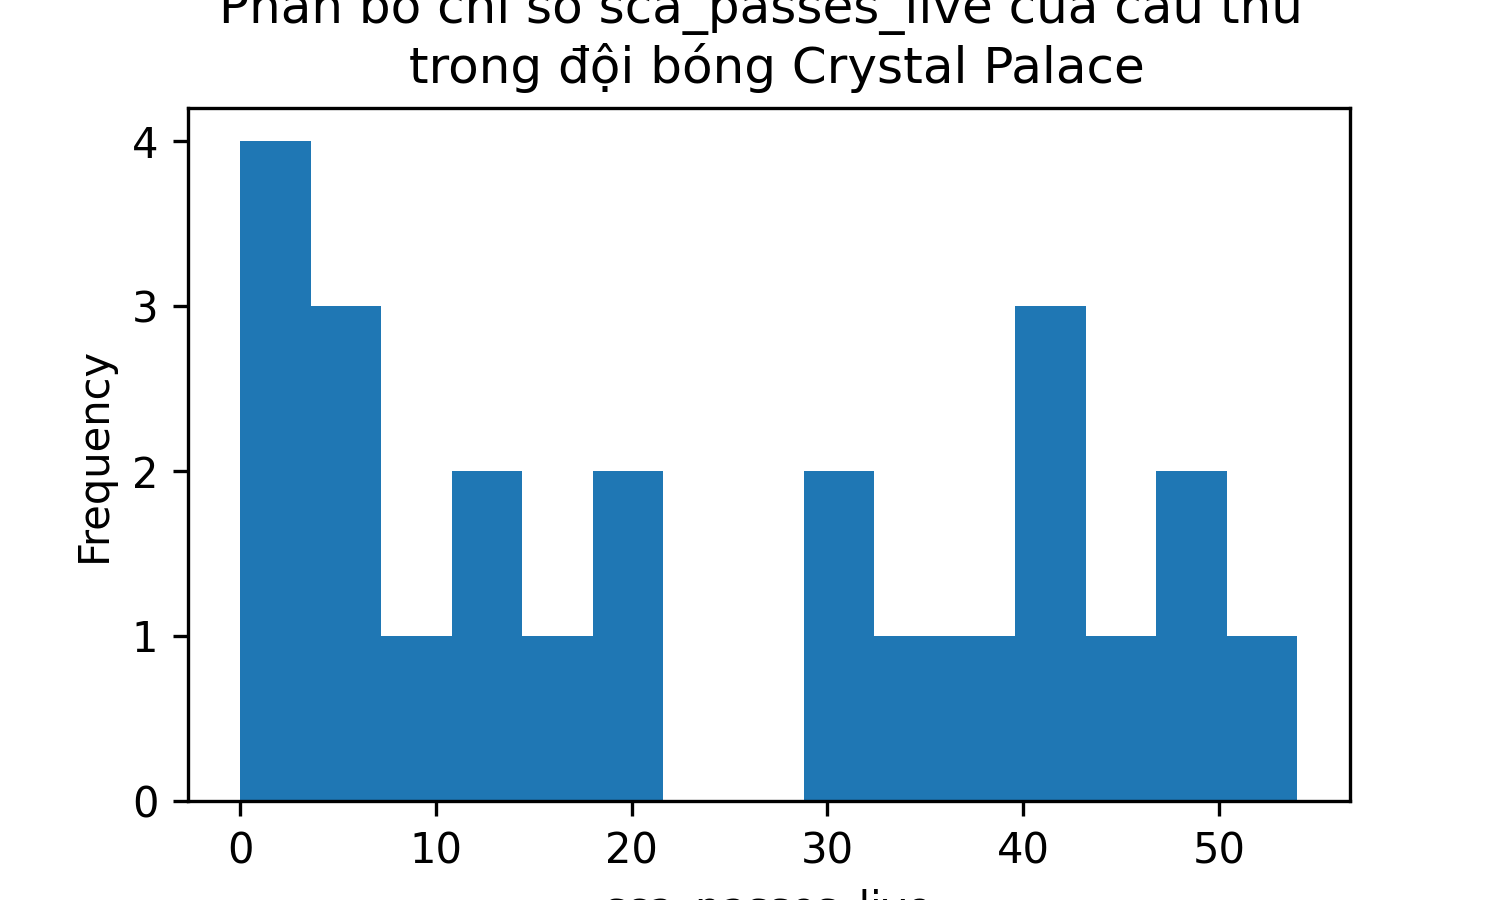 Phân bố chỉ số sca_passes_live của cầu thủ
trong đội bóng Crystal Palace
4
3
2
1
0
Frequency
0 10 20 30 40 50
sca_passes_live